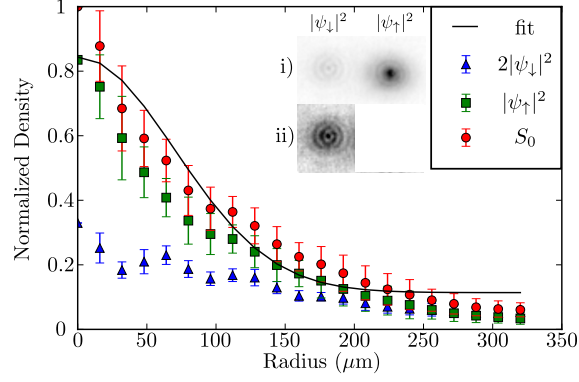 |ψ↓|² |ψ↑|²
i)
ii)
fit
2|ψ↓|²
|ψ↑|²
S₀
Normalized Density
1
0.8
0.6
0.4
0.2
0
0 50 100 150 200 250 300 350
Radius (μm)